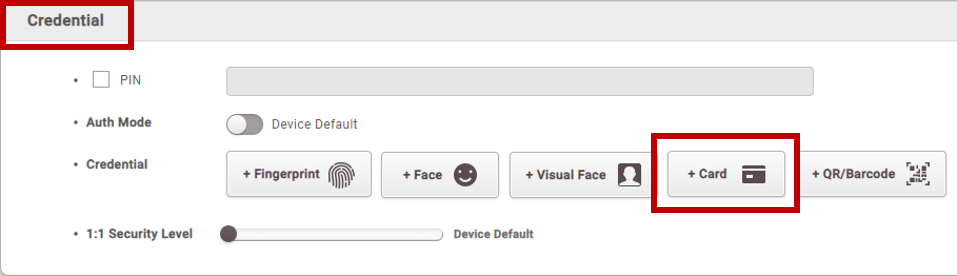 Credential
• PIN
• Auth Mode Device Default
• Credential + Fingerprint + Face + Visual Face + Card + QR/Barcode
• 1:1 Security Level Device Default